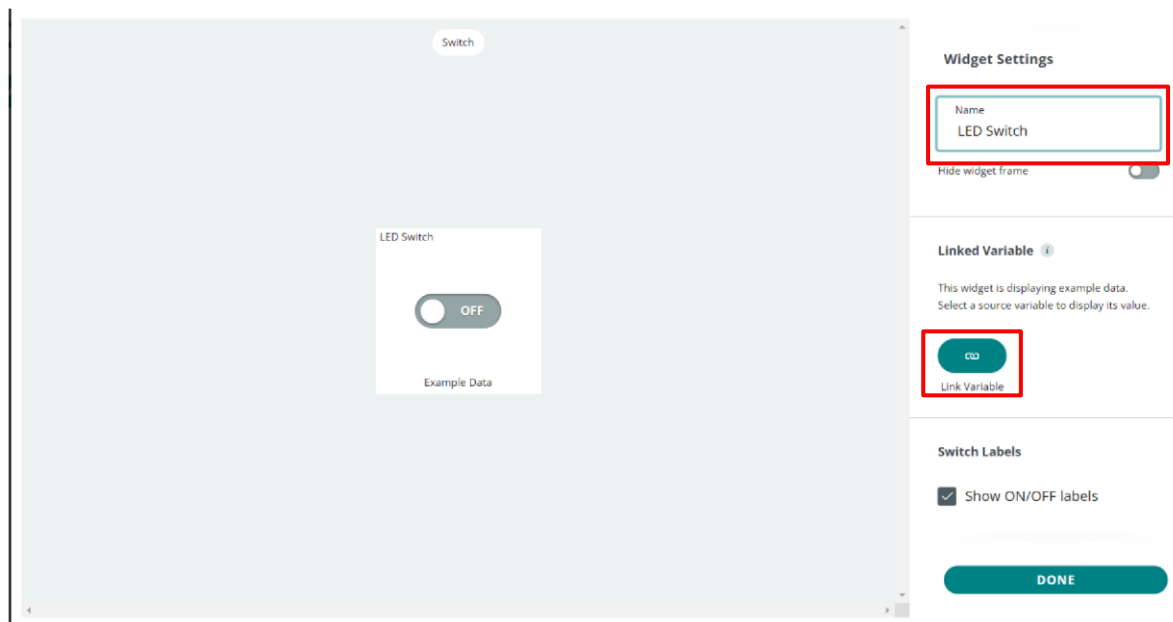 Switch
LED Switch
OFF
Example Data
Widget Settings
Name
LED Switch
Hide widget frame
Linked Variable i
This widget is displaying example data.
Select a source variable to display its value.
Link Variable
Switch Labels
Show ON/OFF labels
DONE